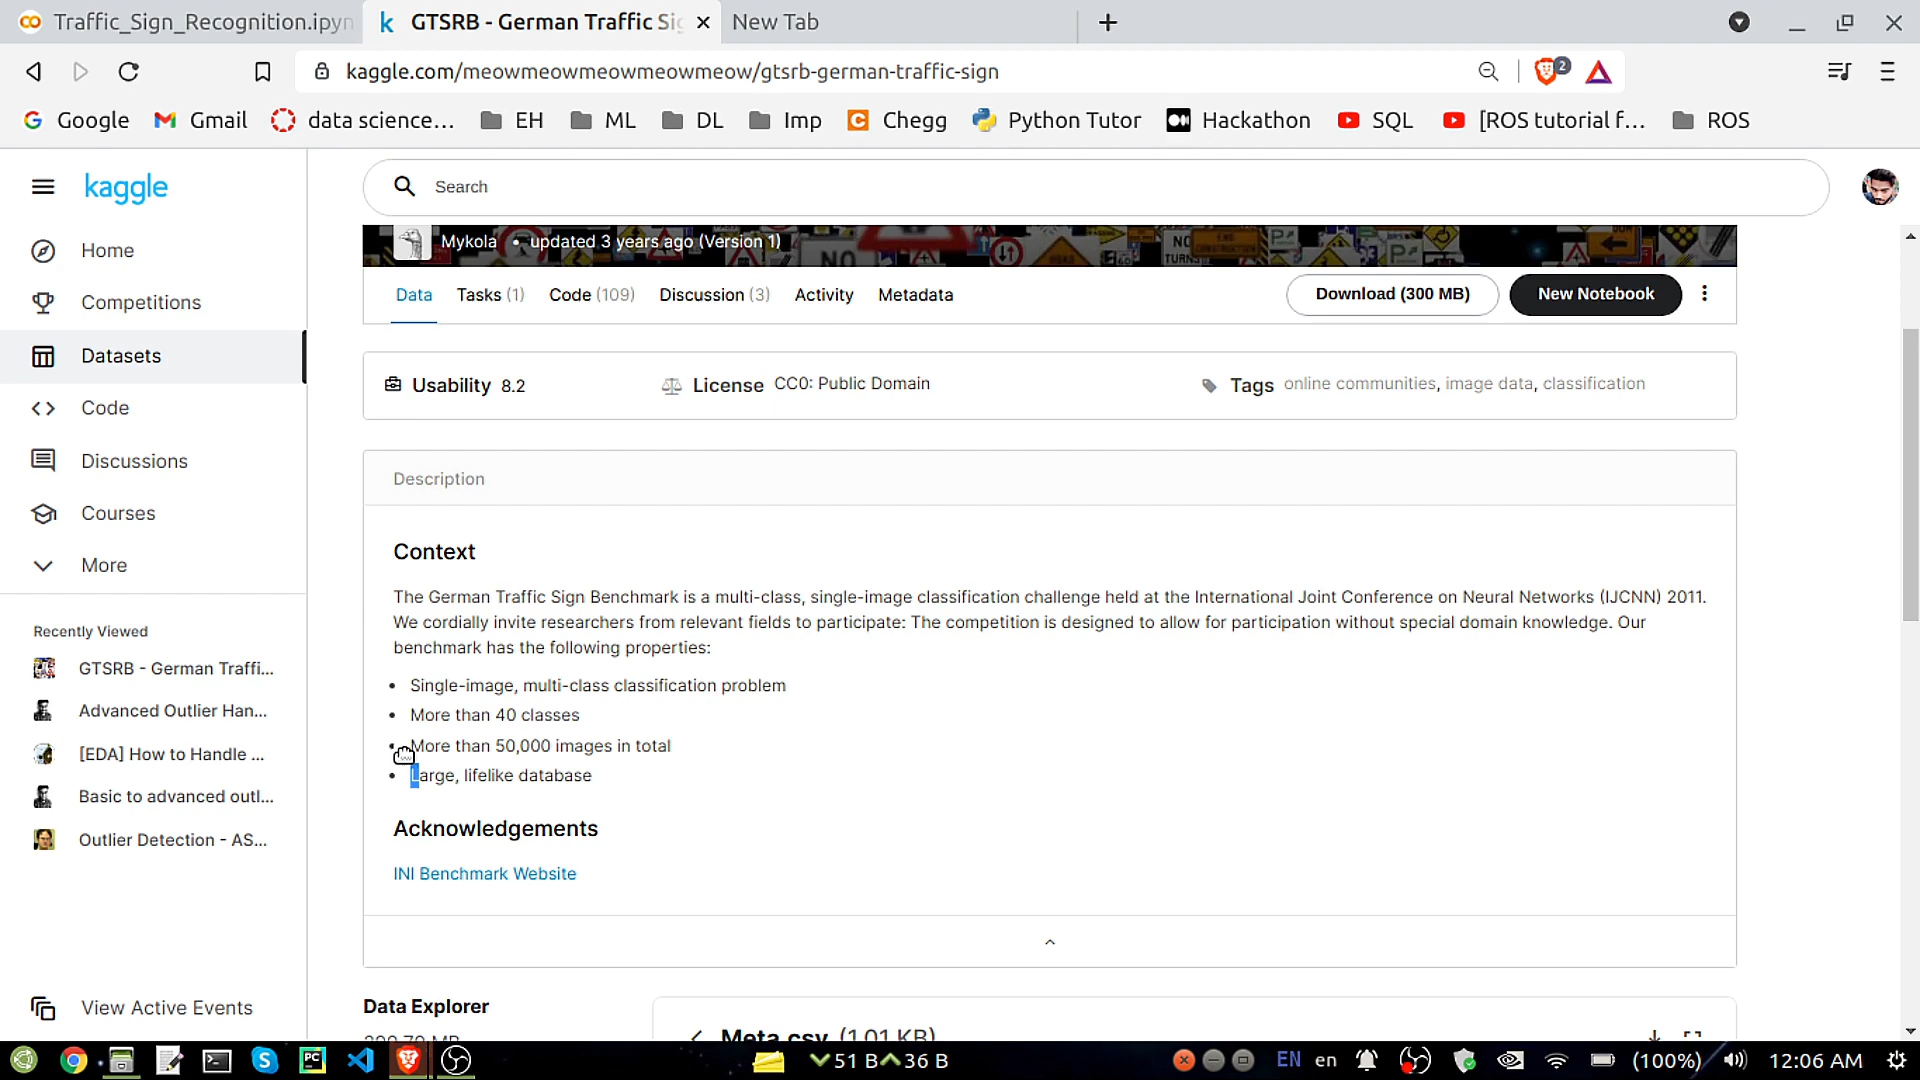 Traffic_Sign_Recognition.ipyn
GTSRB - German Traffic Sig
New Tab
kaggle.com/meowmeowmeowmeowmeow/gtsrb-german-traffic-sign
2
Google
Gmail
data science...
EH
ML
DL
Imp
Chegg
Python Tutor
Hackathon
SQL
[ROS tutorial f...
ROS
kaggle
Search
Home
Competitions
Datasets
Code
Discussions
Courses
More
Recently Viewed
GTSRB - German Traffi...
Advanced Outlier Han...
[EDA] How to Handle ...
Basic to advanced outl...
Outlier Detection - AS...
View Active Events
Mykola • updated 3 years ago (Version 1)
Data
Tasks (1)
Code (109)
Discussion (3)
Activity
Metadata
Download (300 MB)
New Notebook
Usability 8.2
License CC0: Public Domain
Tags online communities, image data, classification
Description
Context
The German Traffic Sign Benchmark is a multi-class, single-image classification challenge held at the International Joint Conference on Neural Networks (IJCNN) 2011.
We cordially invite researchers from relevant fields to participate: The competition is designed to allow for participation without special domain knowledge. Our
benchmark has the following properties:
• Single-image, multi-class classification problem
• More than 40 classes
• More than 50,000 images in total
• Large, lifelike database
Acknowledgements
INI Benchmark Website
Data Explorer
Meta.csv (1.01 KB)
51 B 36 B
EN
en
(100%)
12:06 AM